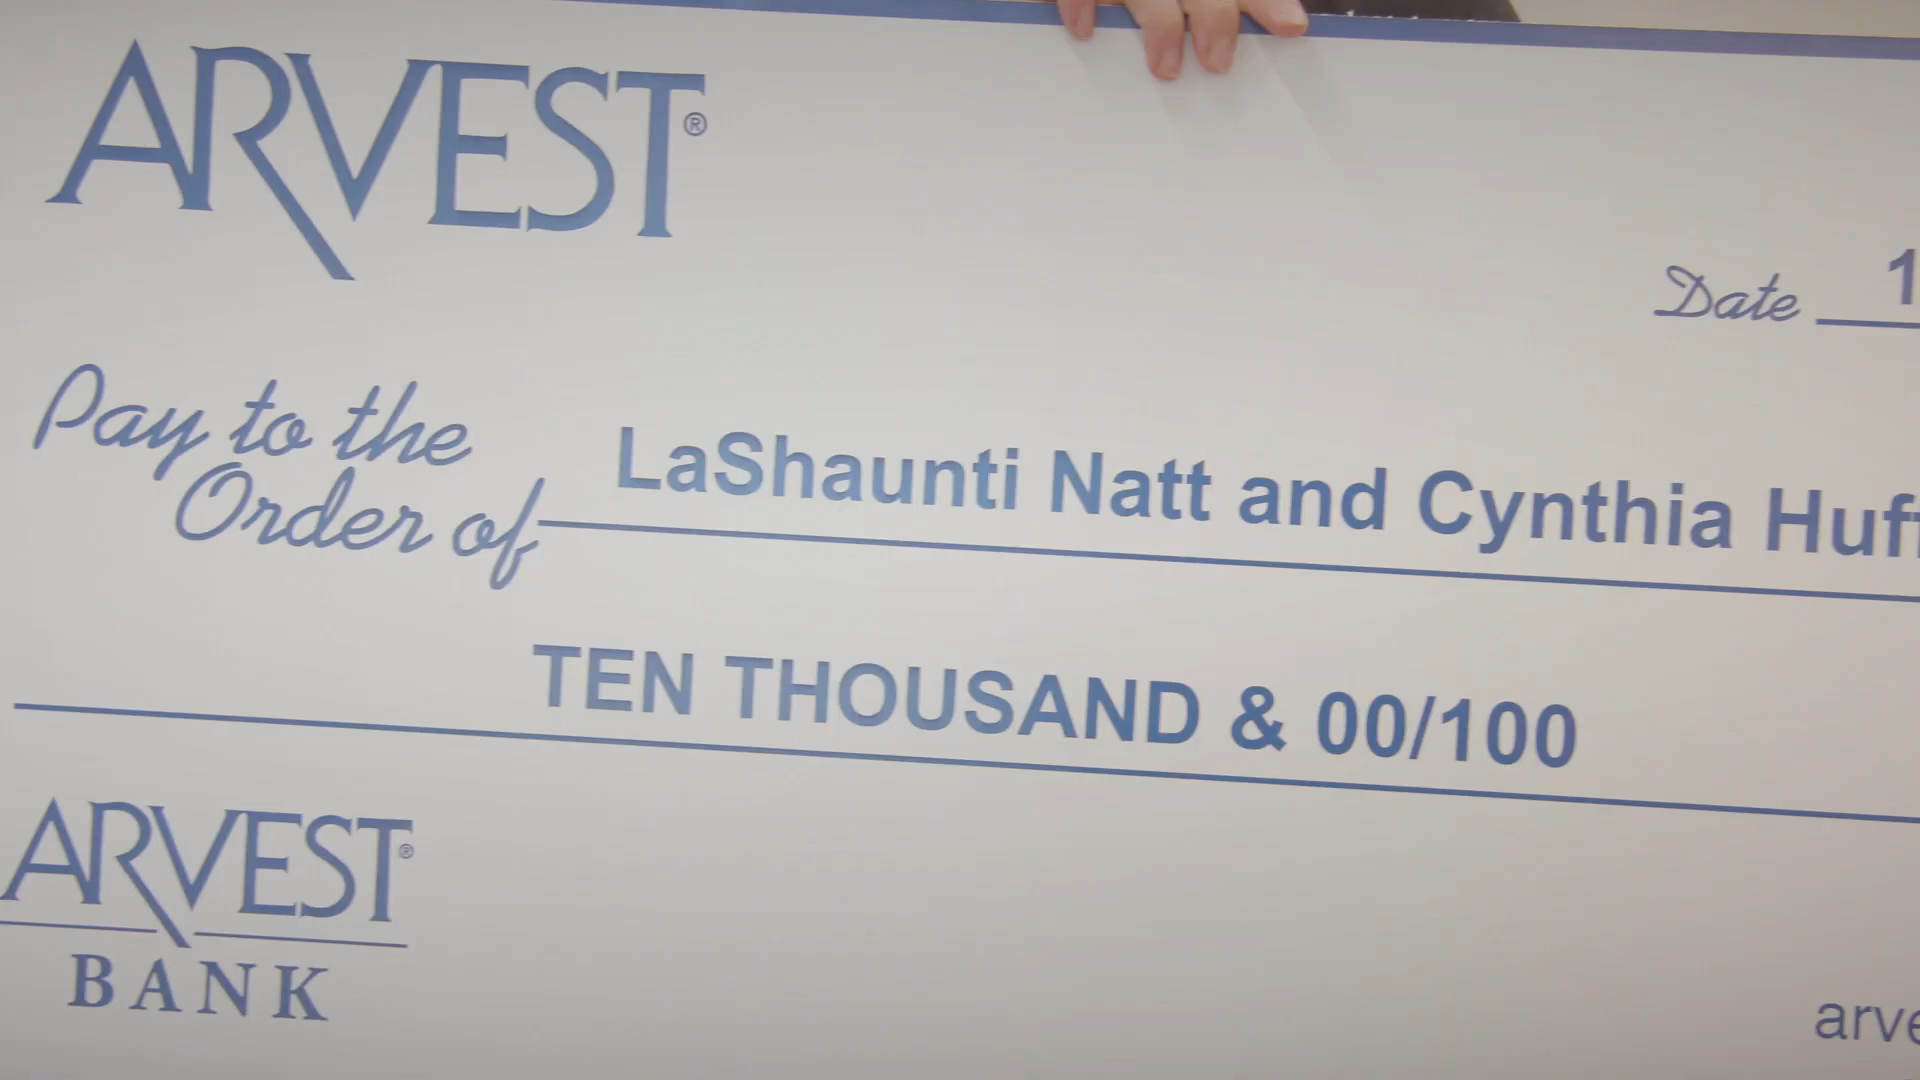 ARVEST®
Date 1
Pay to the
Order of LaShaunti Natt and Cynthia Huf
TEN THOUSAND & 00/100
ARVEST®
BANK
arve